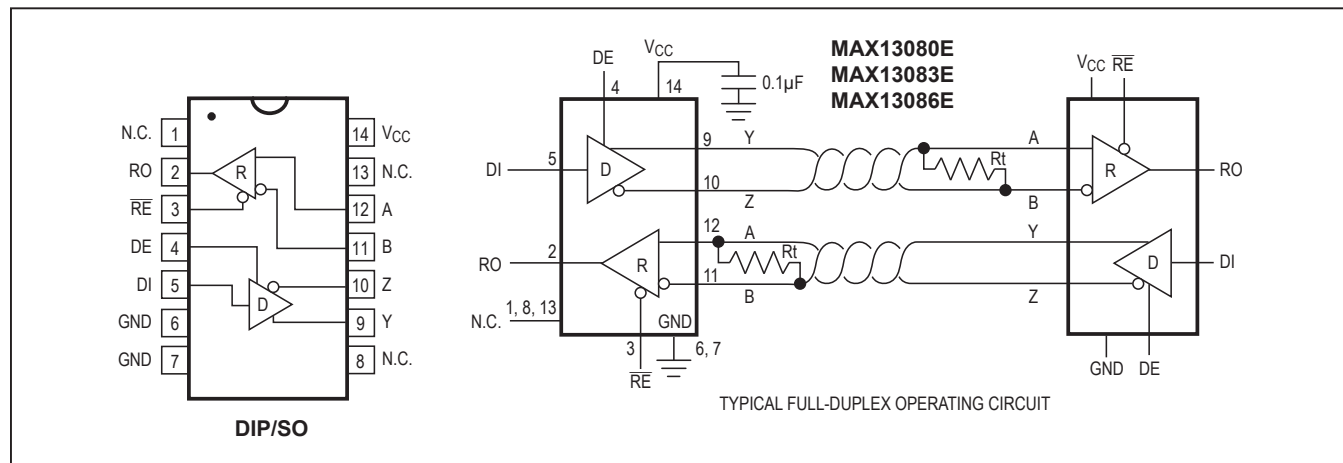 N.C. 1
RO 2
R̅E̅ 3
DE 4
DI 5
GND 6
GND 7
14 VCC
13 N.C.
12 A
11 B
10 Z
9 Y
8 N.C.
R
D
DIP/SO
MAX13080E
MAX13083E
MAX13086E
DE
4
VCC
14
0.1µF
DI
5
D
9
Y
10
Z
Rt
A
B
VCC
R̅E̅
R
RO
RO
2
R
12
A
11
B
Rt
Y
Z
D
DI
N.C.
1, 8, 13
GND
3
6, 7
R̅E̅
GND
DE
TYPICAL FULL-DUPLEX OPERATING CIRCUIT